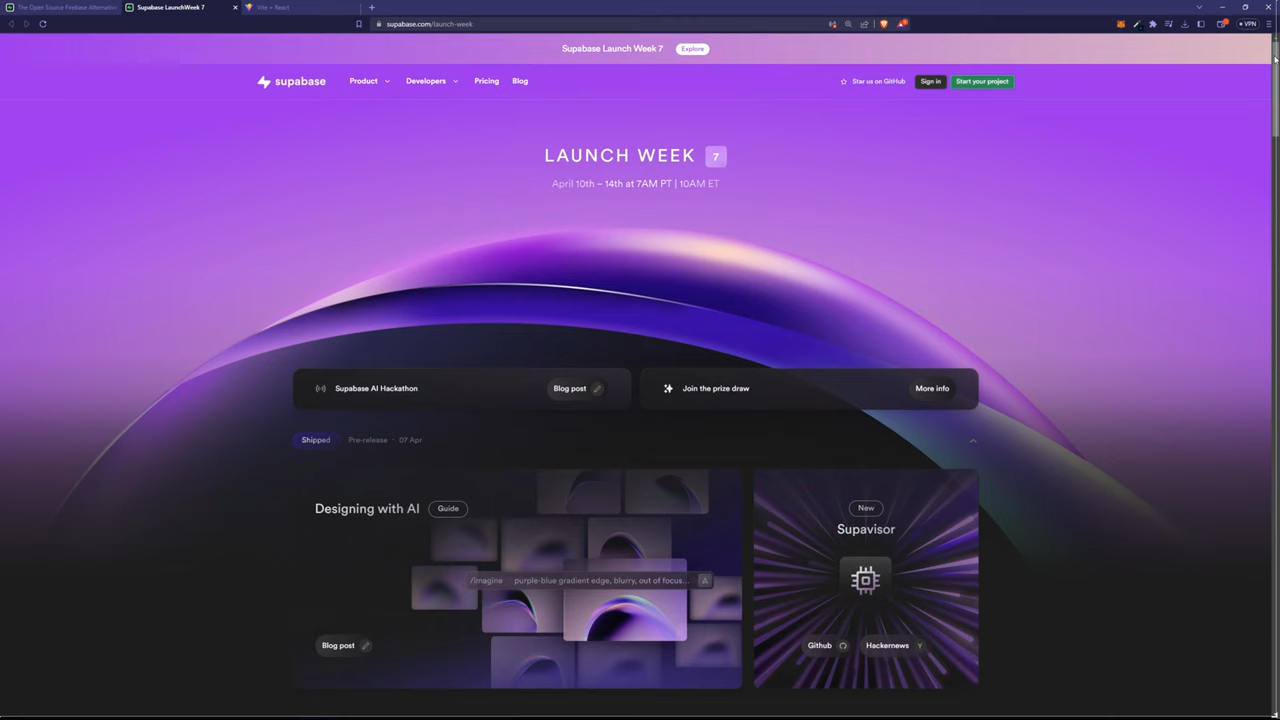 The Open Source Firebase Alternativ
Supabase LaunchWeek 7
Vite + React
supabase.com/launch-week
VPN
Supabase Launch Week 7 Explore
supabase Product Developers Pricing Blog Star us on GitHub Sign in Start your project
LAUNCH WEEK 7
April 10th – 14th at 7AM PT | 10AM ET
Supabase AI Hackathon Blog post
Join the prize draw More info
Shipped Pre-release · 07 Apr
Designing with AI Guide
/imagine purple-blue gradient edge, blurry, out of focus...
Blog post
New
Supavisor
Github Hackernews Y